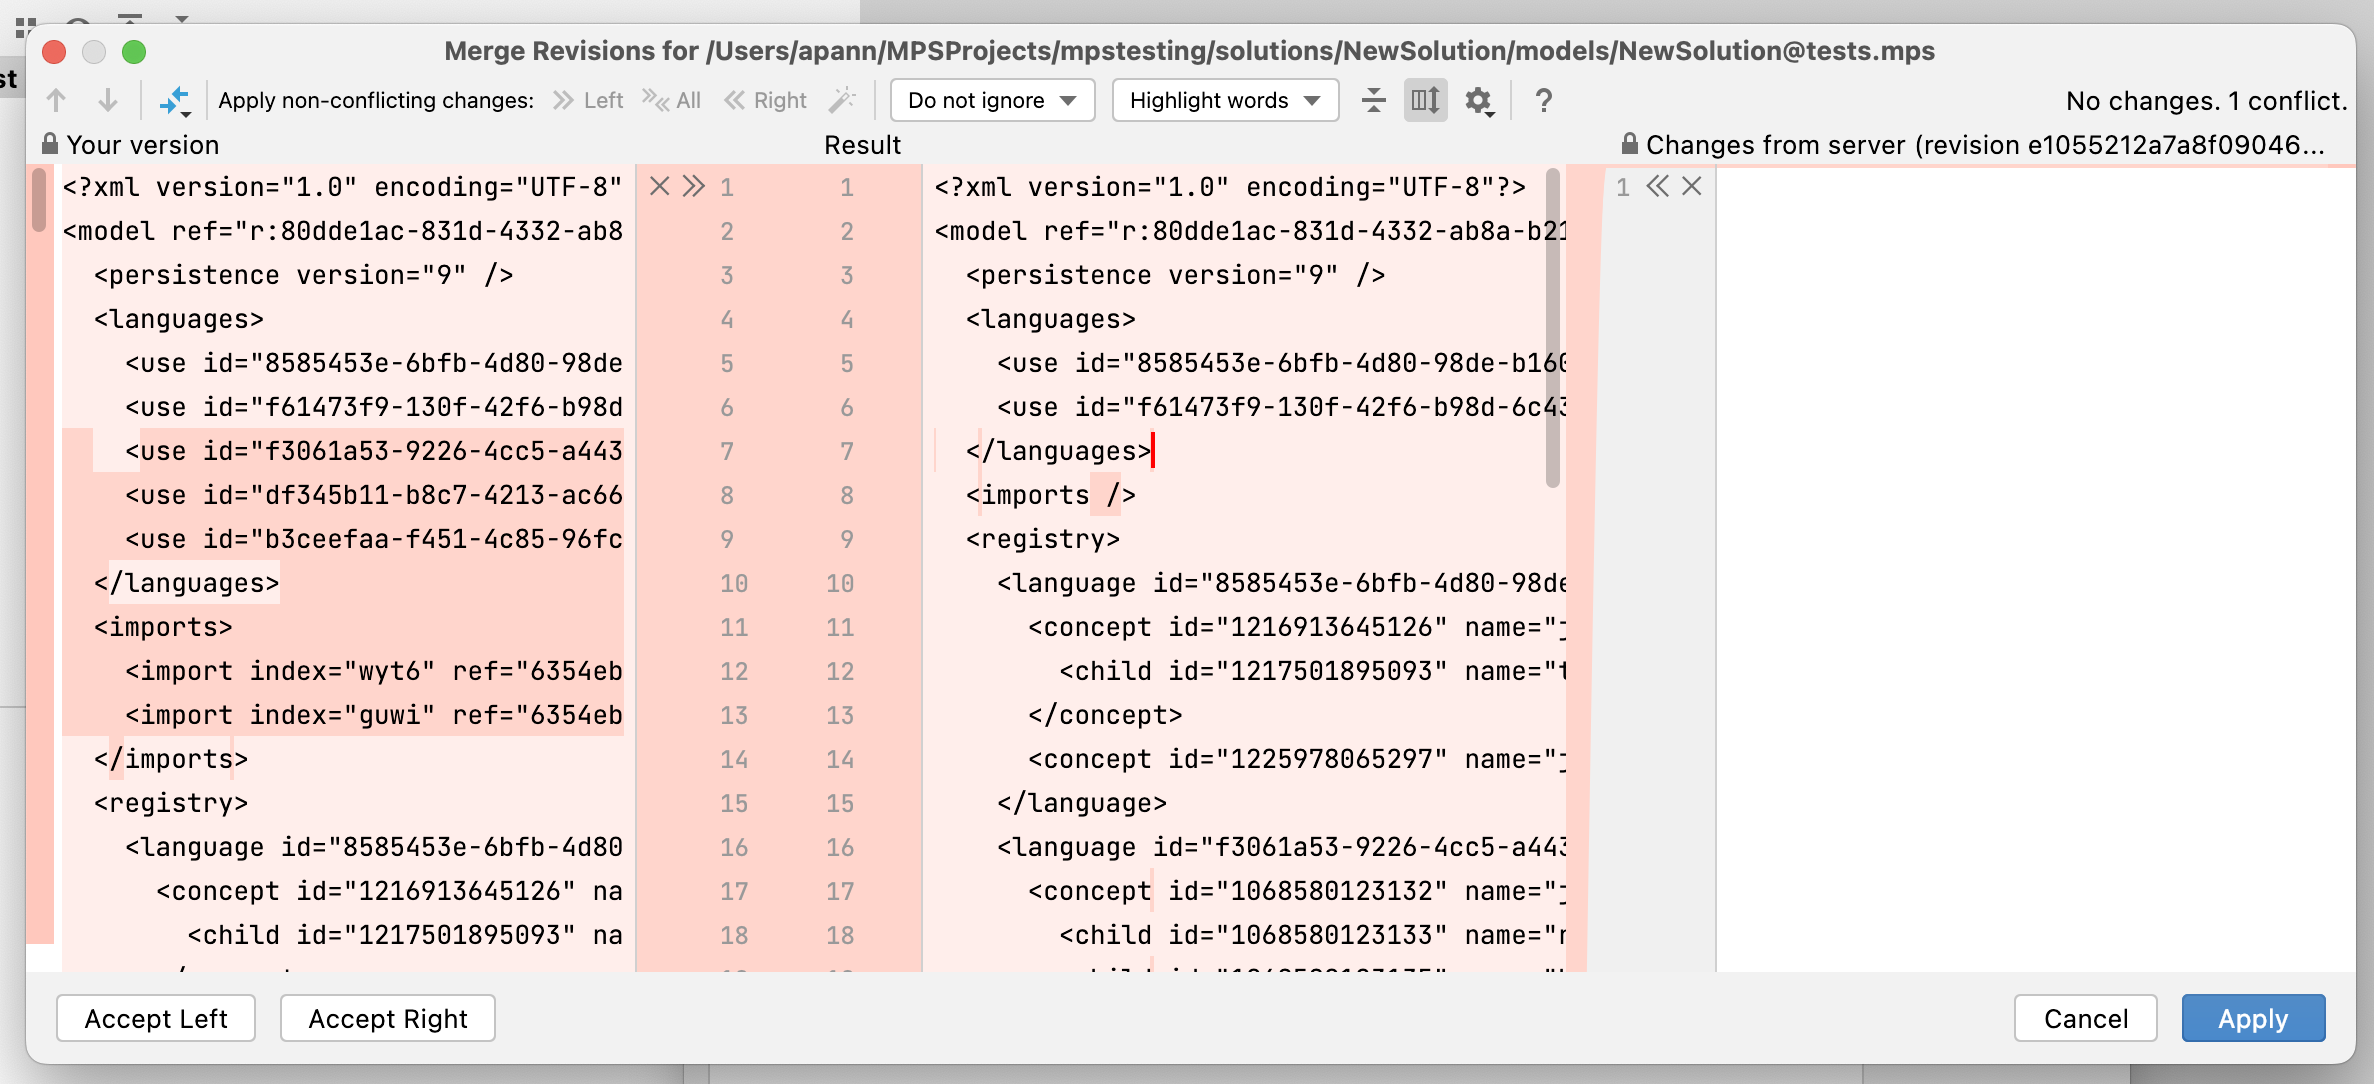 st
Merge Revisions for /Users/apann/MPSProjects/mpstesting/solutions/NewSolution/models/NewSolution@tests.mps
Apply non-conflicting changes: Left All Right Do not ignore Highlight words ? No changes. 1 conflict.
Your version Result Changes from server (revision e1055212a7a8f09046...
<?xml version="1.0" encoding="UTF-8"
<model ref="r:80dde1ac-831d-4332-ab8
<persistence version="9" />
<languages>
<use id="8585453e-6bfb-4d80-98de
<use id="f61473f9-130f-42f6-b98d
<use id="f3061a53-9226-4cc5-a443
<use id="df345b11-b8c7-4213-ac66
<use id="b3ceefaa-f451-4c85-96fc
</languages>
<imports>
<import index="wyt6" ref="6354eb
<import index="guwi" ref="6354eb
</imports>
<registry>
<language id="8585453e-6bfb-4d80
<concept id="1216913645126" na
<child id="1217501895093" na
1 1
2 2
3 3
4 4
5 5
6 6
7 7
8 8
9 9
10 10
11 11
12 12
13 13
14 14
15 15
16 16
17 17
18 18
<?xml version="1.0" encoding="UTF-8"?>
<model ref="r:80dde1ac-831d-4332-ab8a-b21
<persistence version="9" />
<languages>
<use id="8585453e-6bfb-4d80-98de-b160
<use id="f61473f9-130f-42f6-b98d-6c43
</languages>
<imports />
<registry>
<language id="8585453e-6bfb-4d80-98de
<concept id="1216913645126" name="j
<child id="1217501895093" name="t
</concept>
<concept id="1225978065297" name="j
</language>
<language id="f3061a53-9226-4cc5-a443
<concept id="1068580123132" name="j
<child id="1068580123133" name="r
1
Accept Left Accept Right Cancel Apply